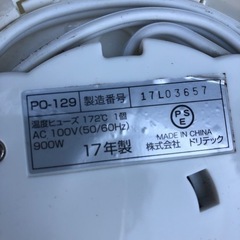 PO-129 製造番号 17L03657
温度ヒューズ 172℃ 1個
AC 100V(50/60Hz)
900W 17年製
PSE
MADE IN CHINA
株式会社 ドリテック